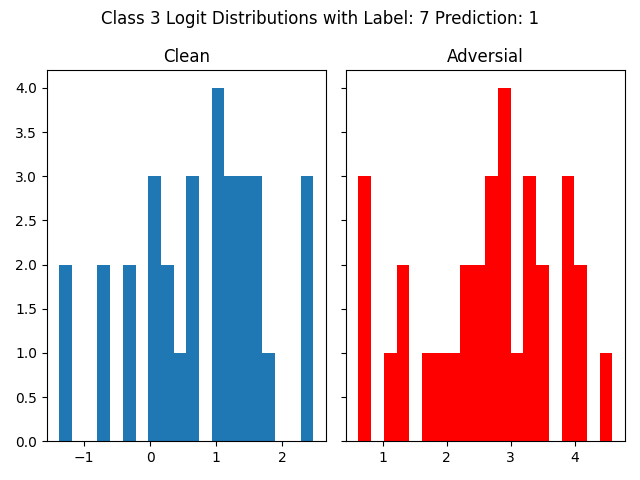 Class 3 Logit Distributions with Label: 7 Prediction: 1
Clean
Adversial
4.0
3.5
3.0
2.5
2.0
1.5
1.0
0.5
0.0
−1 0 1 2
1 2 3 4